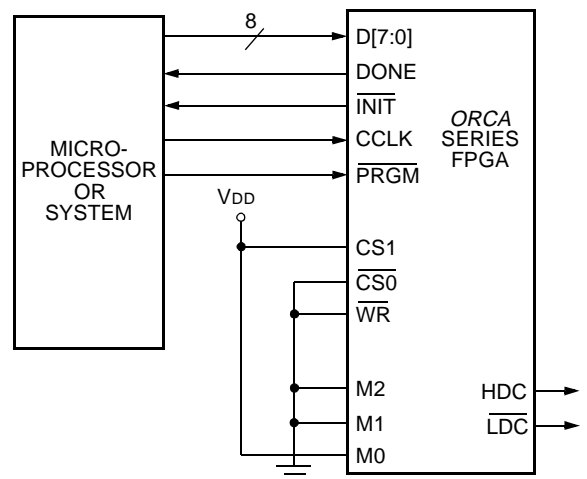 8
D[7:0]
DONE
INIT
CCLK
PRGM
MICRO-
PROCESSOR
OR
SYSTEM
ORCA
SERIES
FPGA
VDD
CS1
CS0
WR
M2
M1
M0
HDC
LDC